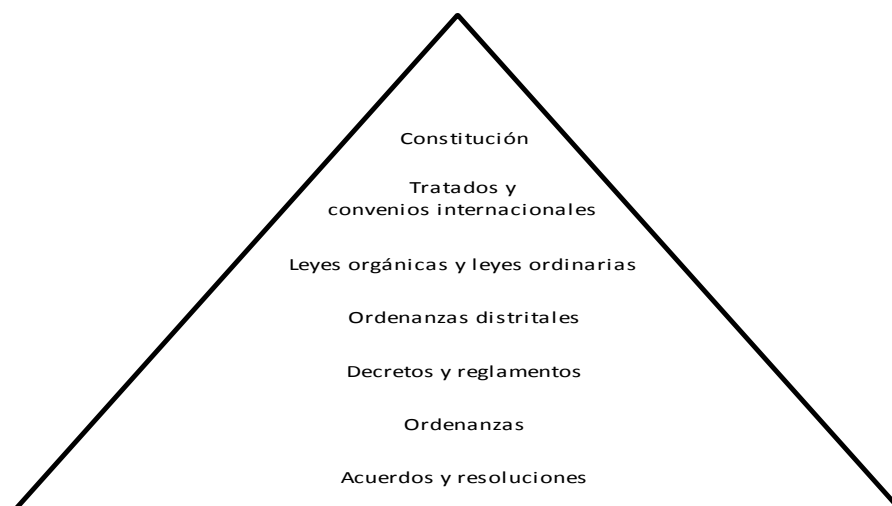 Constitución
Tratados y
convenios internacionales
Leyes orgánicas y leyes ordinarias
Ordenanzas distritales
Decretos y reglamentos
Ordenanzas
Acuerdos y resoluciones